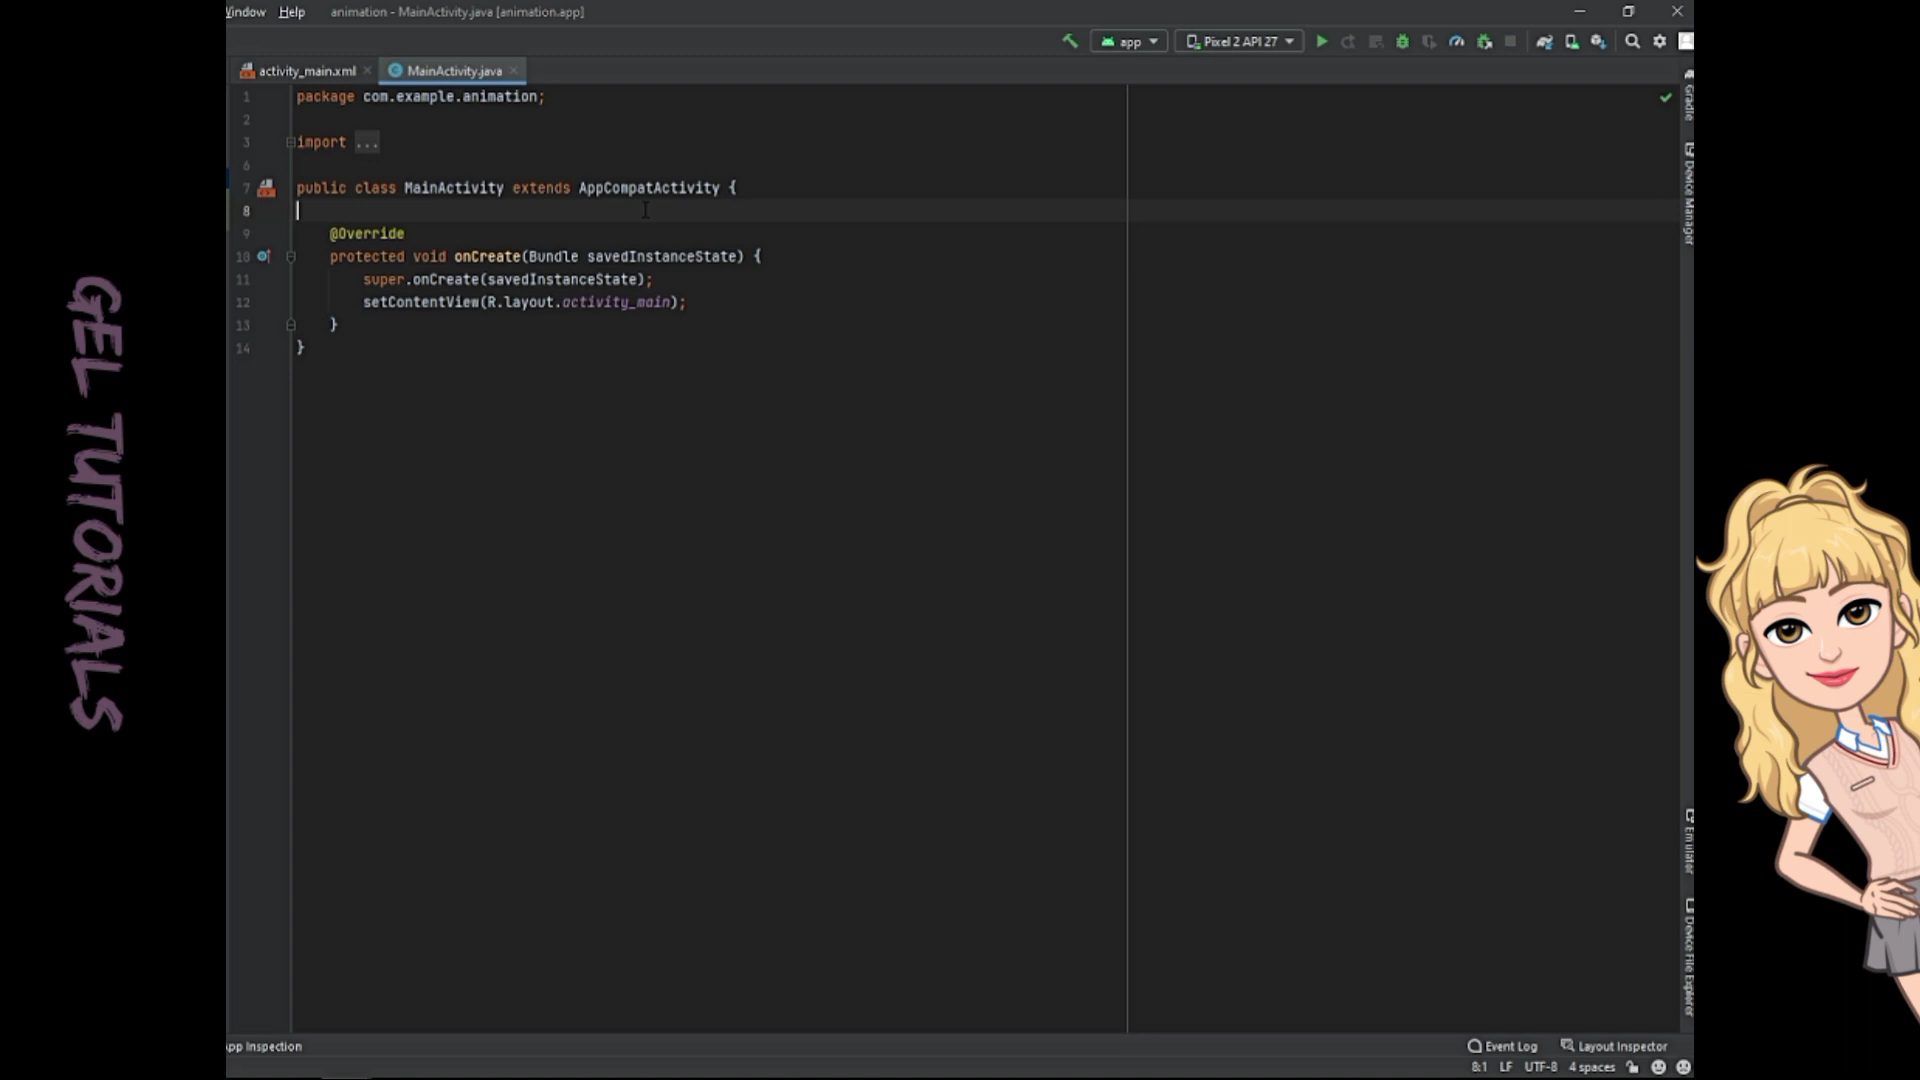 Window Help animation - MainActivity.java [animation.app]
app Pixel 2 API 27
activity_main.xml MainActivity.java
1 package com.example.animation;
2
3 import ...
6
7 public class MainActivity extends AppCompatActivity {
8
9 @Override
10 protected void onCreate(Bundle savedInstanceState) {
11 super.onCreate(savedInstanceState);
12 setContentView(R.layout.activity_main);
13 }
14 }
GEL TUTORIALS
Gradle
Device Manager
Emulator
Device File Explorer
App Inspection Event Log Layout Inspector
8:1 LF UTF-8 4 spaces